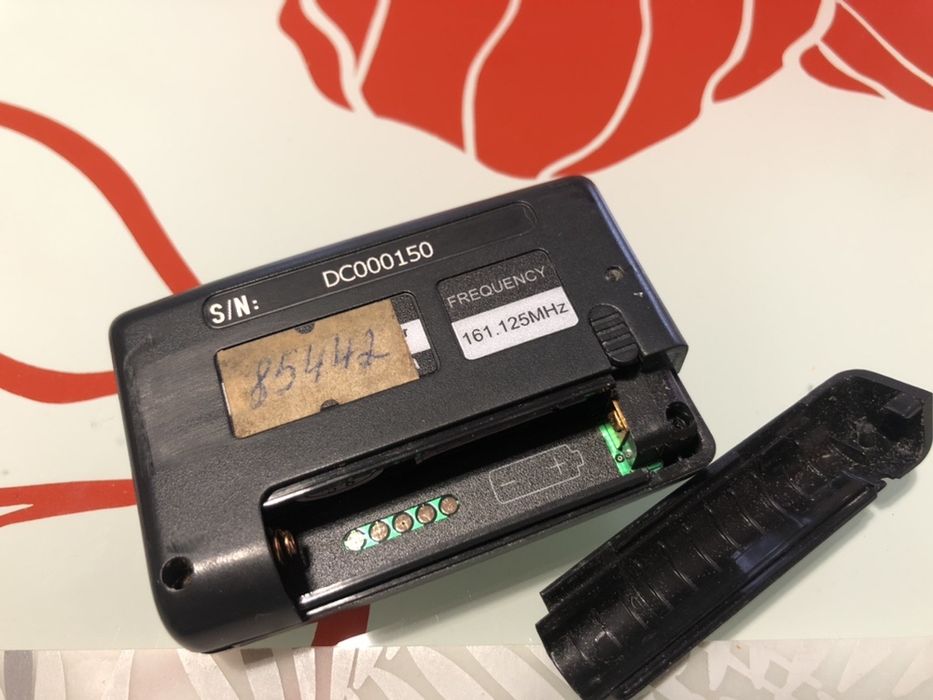 S/N: DC000150
FREQUENCY
161.125MHz
85442